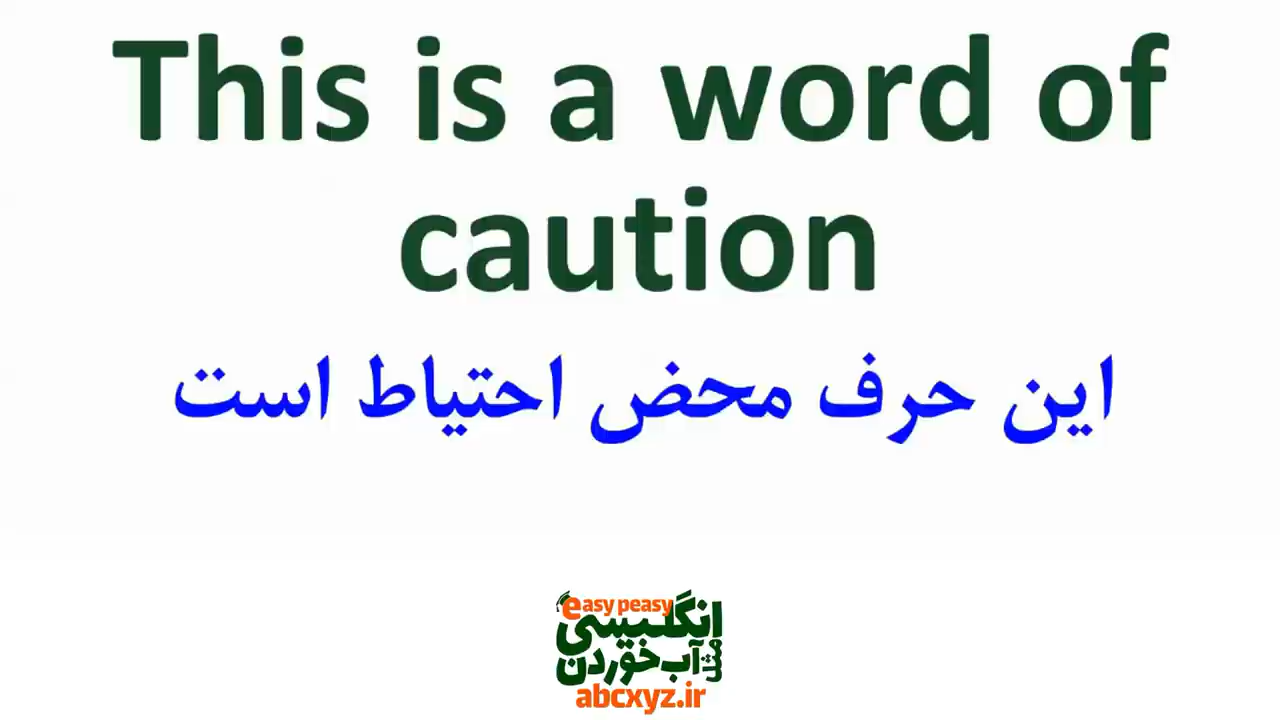 This is a word of
caution
این حرف محض احتیاط است
easy peasy
انگلیسی
مثل آب خوردن
abcxyz.ir